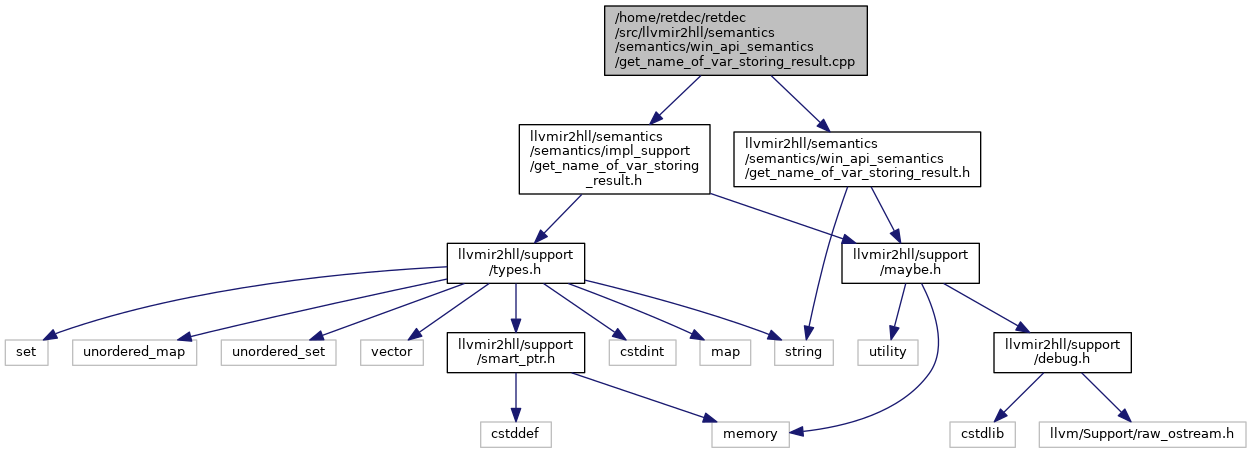 /home/retdec/retdec
/src/llvmir2hll/semantics
/semantics/win_api_semantics
/get_name_of_var_storing_result.cpp
llvmir2hll/semantics
/semantics/impl_support
/get_name_of_var_storing
_result.h
llvmir2hll/semantics
/semantics/win_api_semantics
/get_name_of_var_storing_result.h
llvmir2hll/support
/types.h
llvmir2hll/support
/maybe.h
set
unordered_map
unordered_set
vector
llvmir2hll/support
/smart_ptr.h
cstdint
map
string
utility
llvmir2hll/support
/debug.h
cstddef
memory
cstdlib
llvm/Support/raw_ostream.h